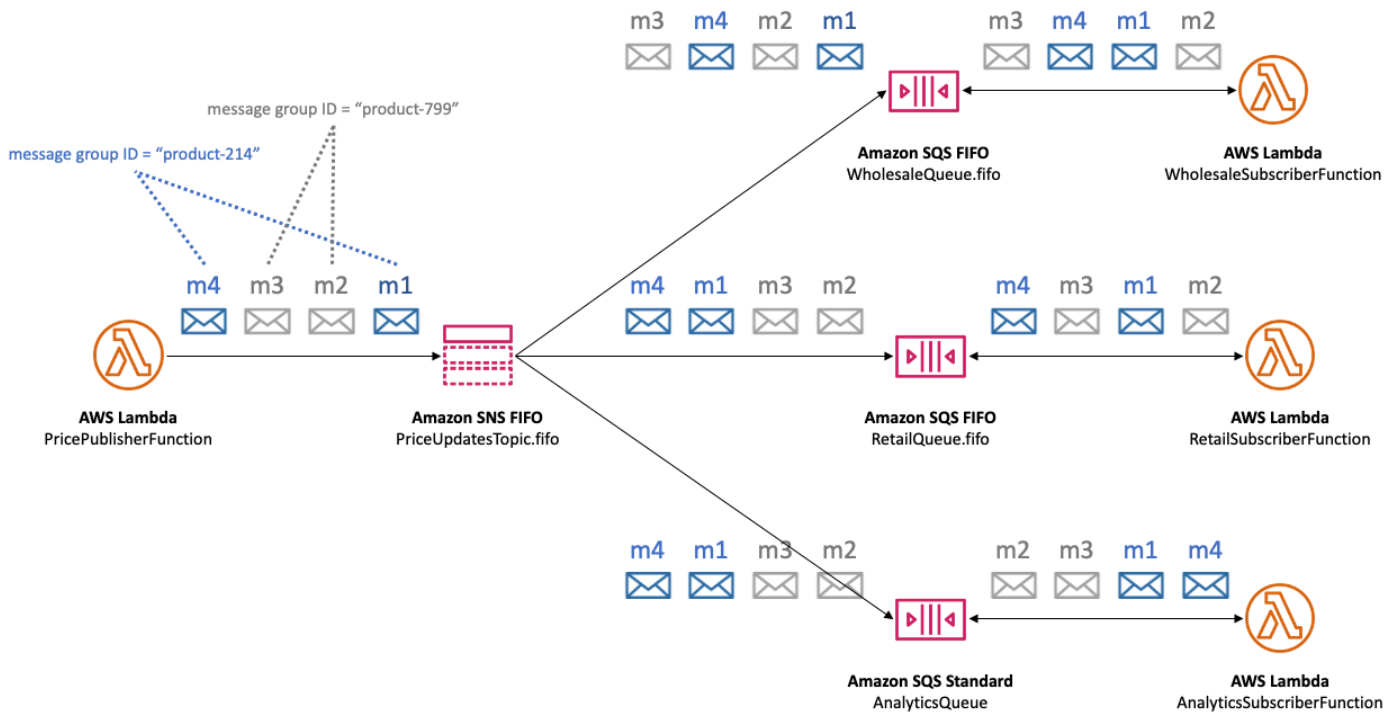 m3 m4 m2 m1
m3 m4 m1 m2
message group ID = “product-799”
message group ID = “product-214”
Amazon SQS FIFO
WholesaleQueue.fifo
AWS Lambda
WholesaleSubscriberFunction
m4 m3 m2 m1
m4 m1 m3 m2
m4 m3 m1 m2
AWS Lambda
PricePublisherFunction
Amazon SNS FIFO
PriceUpdatesTopic.fifo
Amazon SQS FIFO
RetailQueue.fifo
AWS Lambda
RetailSubscriberFunction
m4 m1 m3 m2
m2 m3 m1 m4
Amazon SQS Standard
AnalyticsQueue
AWS Lambda
AnalyticsSubscriberFunction